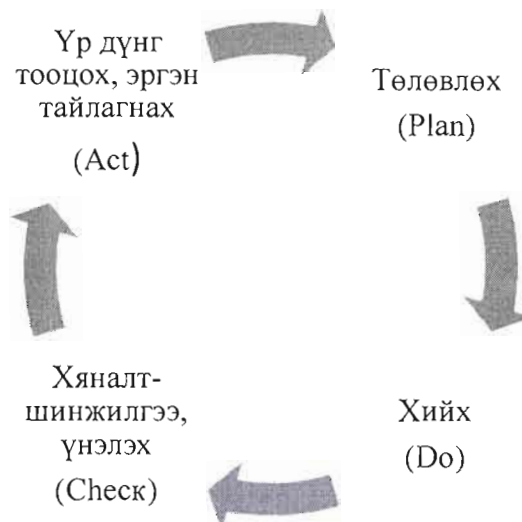 Үр дүнг
тооцох, эргэн
тайлагнах
(Act)
Төлөвлөх
(Plan)
Хийх
(Do)
Хяналт-
шинжилгээ,
үнэлэх
(Check)